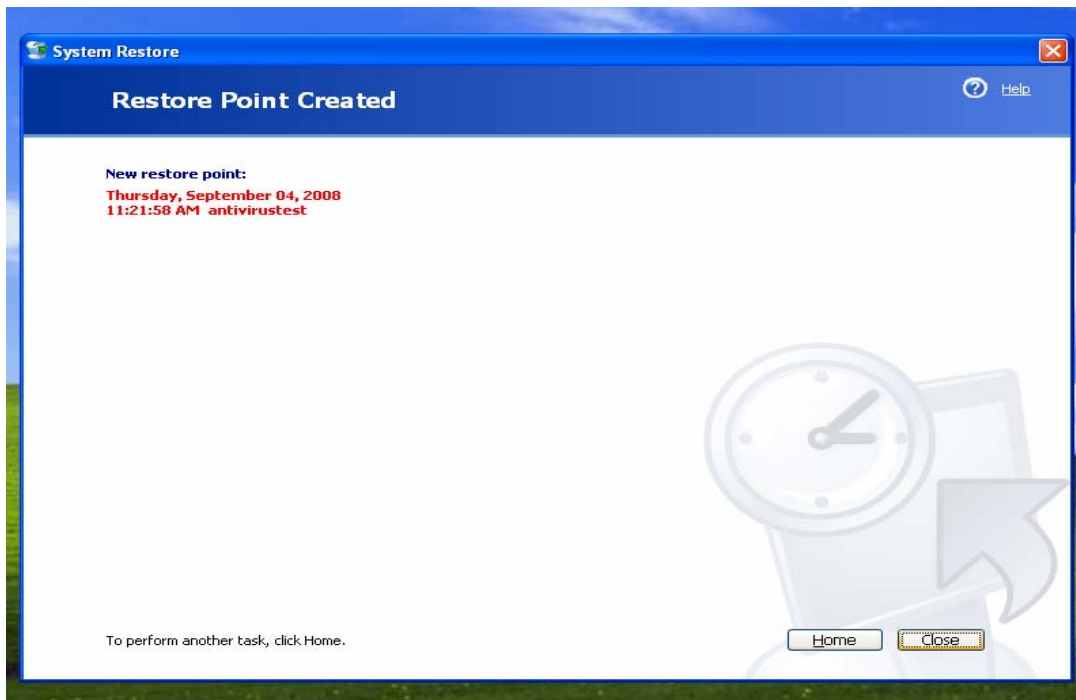 System Restore
Restore Point Created
Help
New restore point:
Thursday, September 04, 2008
11:21:58 AM antivirustest
To perform another task, click Home.
Home
Close